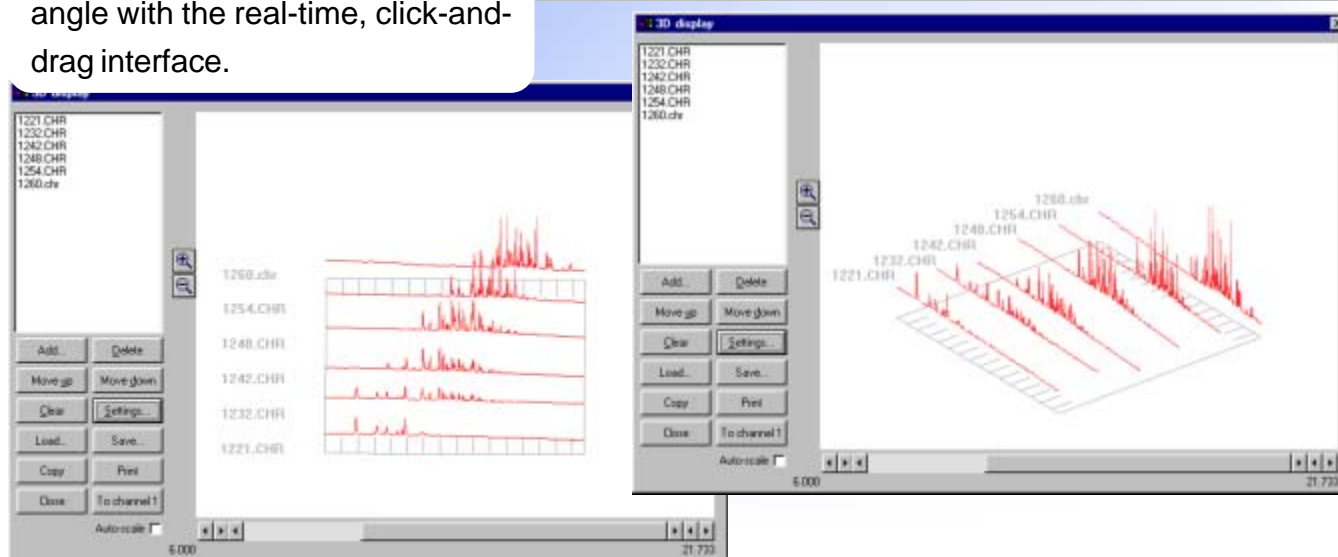 angle with the real-time, click-and-
drag interface.
3D display
1221.CHR
1232.CHR
1242.CHR
1248.CHR
1254.CHR
1260.chr
1260.chr
1254.CHR
1248.CHR
1242.CHR
1232.CHR
1221.CHR
Add... Delete
Move up Move down
Clear Settings...
Load... Save...
Copy Print
Close To channel 1
Auto-scale
6.000 21.733
3D display
1221.CHR
1232.CHR
1242.CHR
1248.CHR
1254.CHR
1260.chr
1260.chr
1254.CHR
1248.CHR
1242.CHR
1232.CHR
1221.CHR
Add... Delete
Move up Move down
Clear Settings...
Load... Save...
Copy Print
Close To channel 1
Auto-scale
6.000 21.733